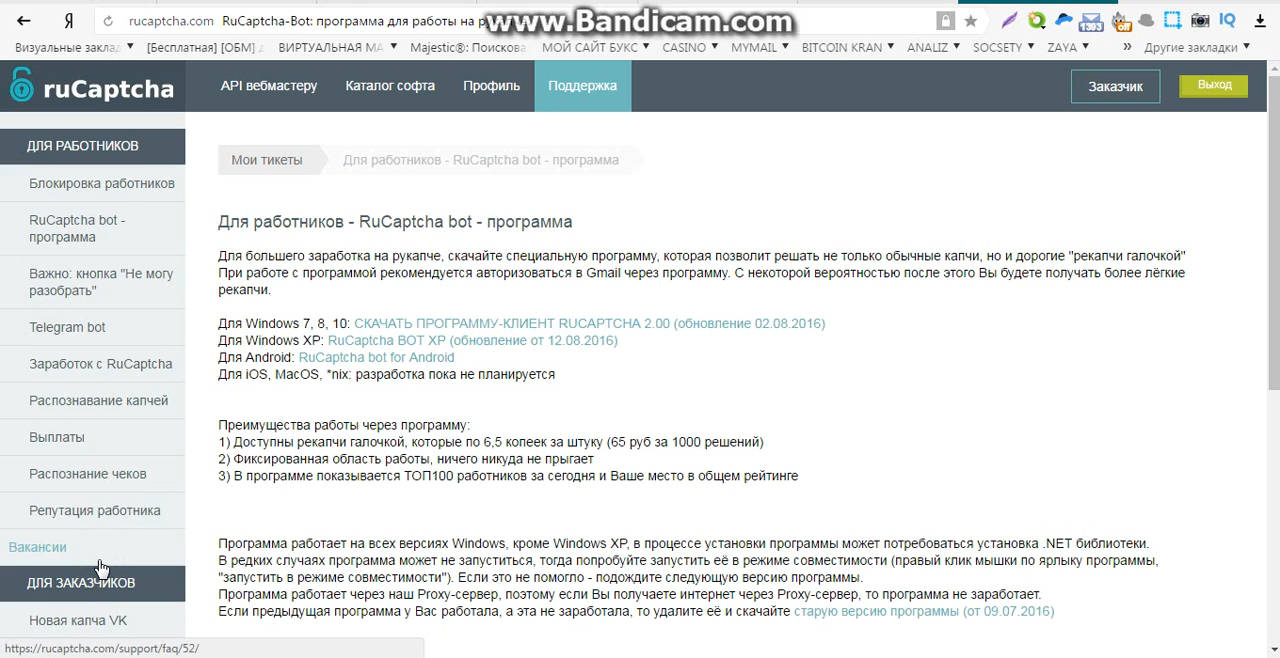 Я rucaptcha.com RuCaptcha-Bot: программа для работы на
www.Bandicam.com
1393 off IQ
Визуальные заклад [Бесплатная] [ОБМ] ВИРТУАЛЬНАЯ МА Majestic®: Поискова МОЙ САЙТ БУКС CASINO MYMAIL BITCOIN KRAN ANALIZ SOCSETY ZAYA » Другие закладки
ruCaptcha API вебмастеру Каталог софта Профиль Поддержка Заказчик Выход
ДЛЯ РАБОТНИКОВ
Блокировка работников
RuCaptcha bot -
программа
Важно: кнопка "Не могу
разобрать"
Telegram bot
Заработок с RuCaptcha
Распознавание капчей
Выплаты
Распознание чеков
Репутация работника
Вакансии
ДЛЯ ЗАКАЗЧИКОВ
Новая капча VK
Мои тикеты Для работников - RuCaptcha bot - программа
Для работников - RuCaptcha bot - программа
Для большего заработка на рукапче, скачайте специальную программу, которая позволит решать не только обычные капчи, но и дорогие "рекапчи галочкой"
При работе с программой рекомендуется авторизоваться в Gmail через программу. С некоторой вероятностью после этого Вы будете получать более лёгкие
рекапчи.
Для Windows 7, 8, 10: СКАЧАТЬ ПРОГРАММУ-КЛИЕНТ RUCAPTCHA 2.00 (обновление 02.08.2016)
Для Windows XP: RuCaptcha BOT XP (обновление от 12.08.2016)
Для Android: RuCaptcha bot for Android
Для iOS, MacOS, *nix: разработка пока не планируется
Преимущества работы через программу:
1) Доступны рекапчи галочкой, которые по 6,5 копеек за штуку (65 руб за 1000 решений)
2) Фиксированная область работы, ничего никуда не прыгает
3) В программе показывается ТОП100 работников за сегодня и Ваше место в общем рейтинге
Программа работает на всех версиях Windows, кроме Windows XP, в процессе установки программы может потребоваться установка .NET библиотеки.
В редких случаях программа может не запуститься, тогда попробуйте запустить её в режиме совместимости (правый клик мышки по ярлыку программы,
"запустить в режиме совместимости"). Если это не помогло - подождите следующую версию программы.
Программа работает через наш Proxy-сервер, поэтому если Вы получаете интернет через Proxy-сервер, то программа не заработает.
Если предыдущая программа у Вас работала, а эта не заработала, то удалите её и скачайте старую версию программы (от 09.07.2016)
https://rucaptcha.com/support/faq/52/